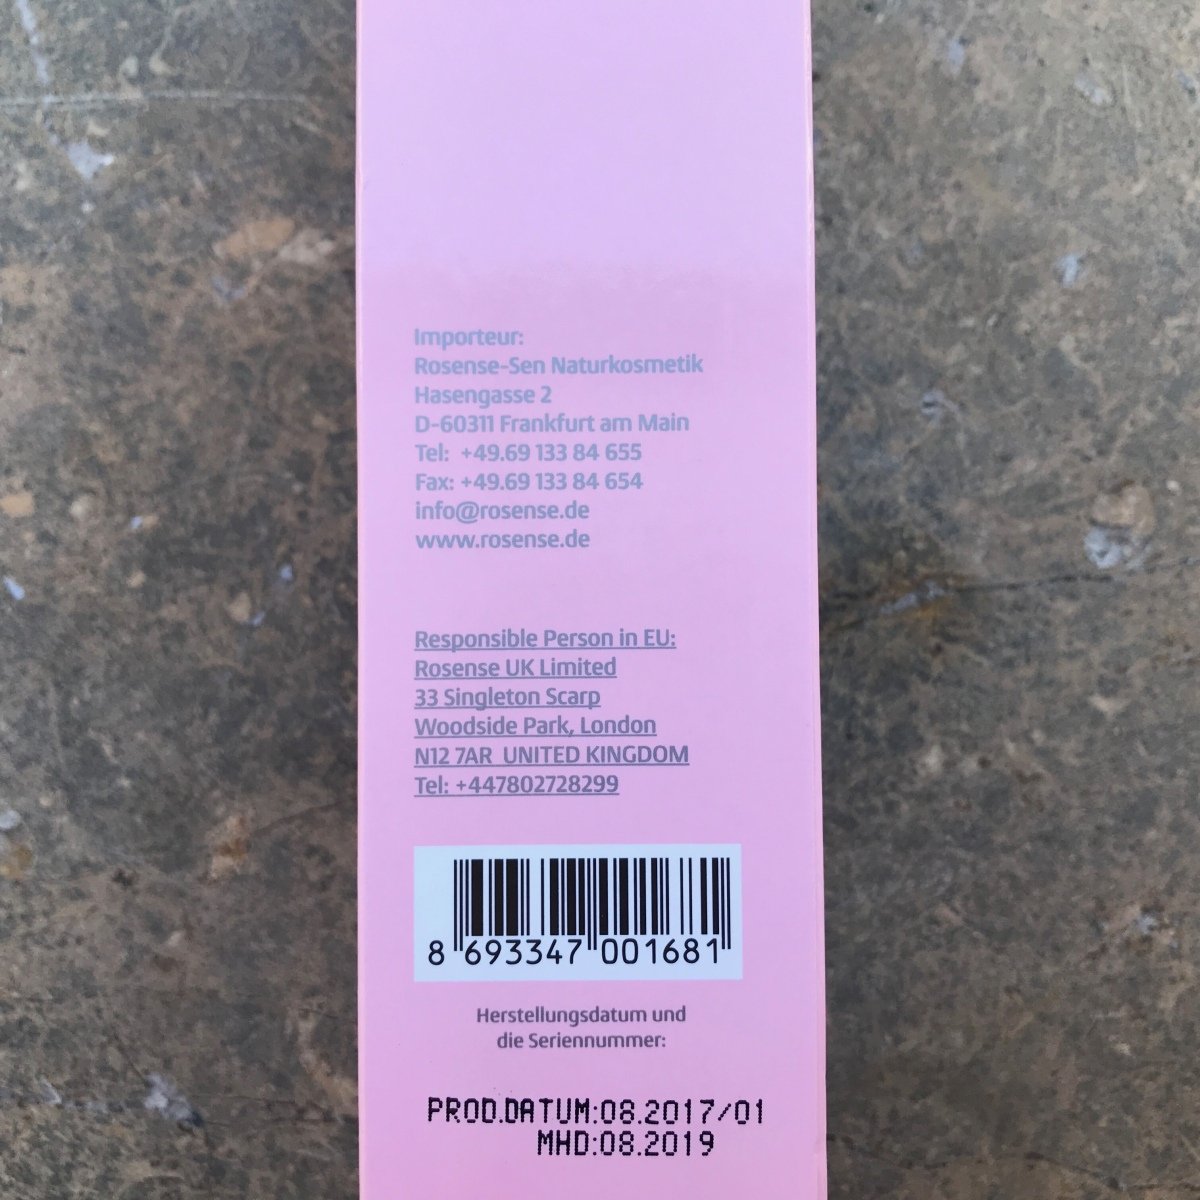 Importeur:
Rosense-Sen Naturkosmetik
Hasengasse 2
D-60311 Frankfurt am Main
Tel: +49.69 133 84 655
Fax: +49.69 133 84 654
info@rosense.de
www.rosense.de
Responsible Person in EU:
Rosense UK Limited
33 Singleton Scarp
Woodside Park, London
N12 7AR UNITED KINGDOM
Tel: +447802728299
8 693347 001681
Herstellungsdatum und
die Seriennummer:
PROD.DATUM:08.2017/01
MHD:08.2019